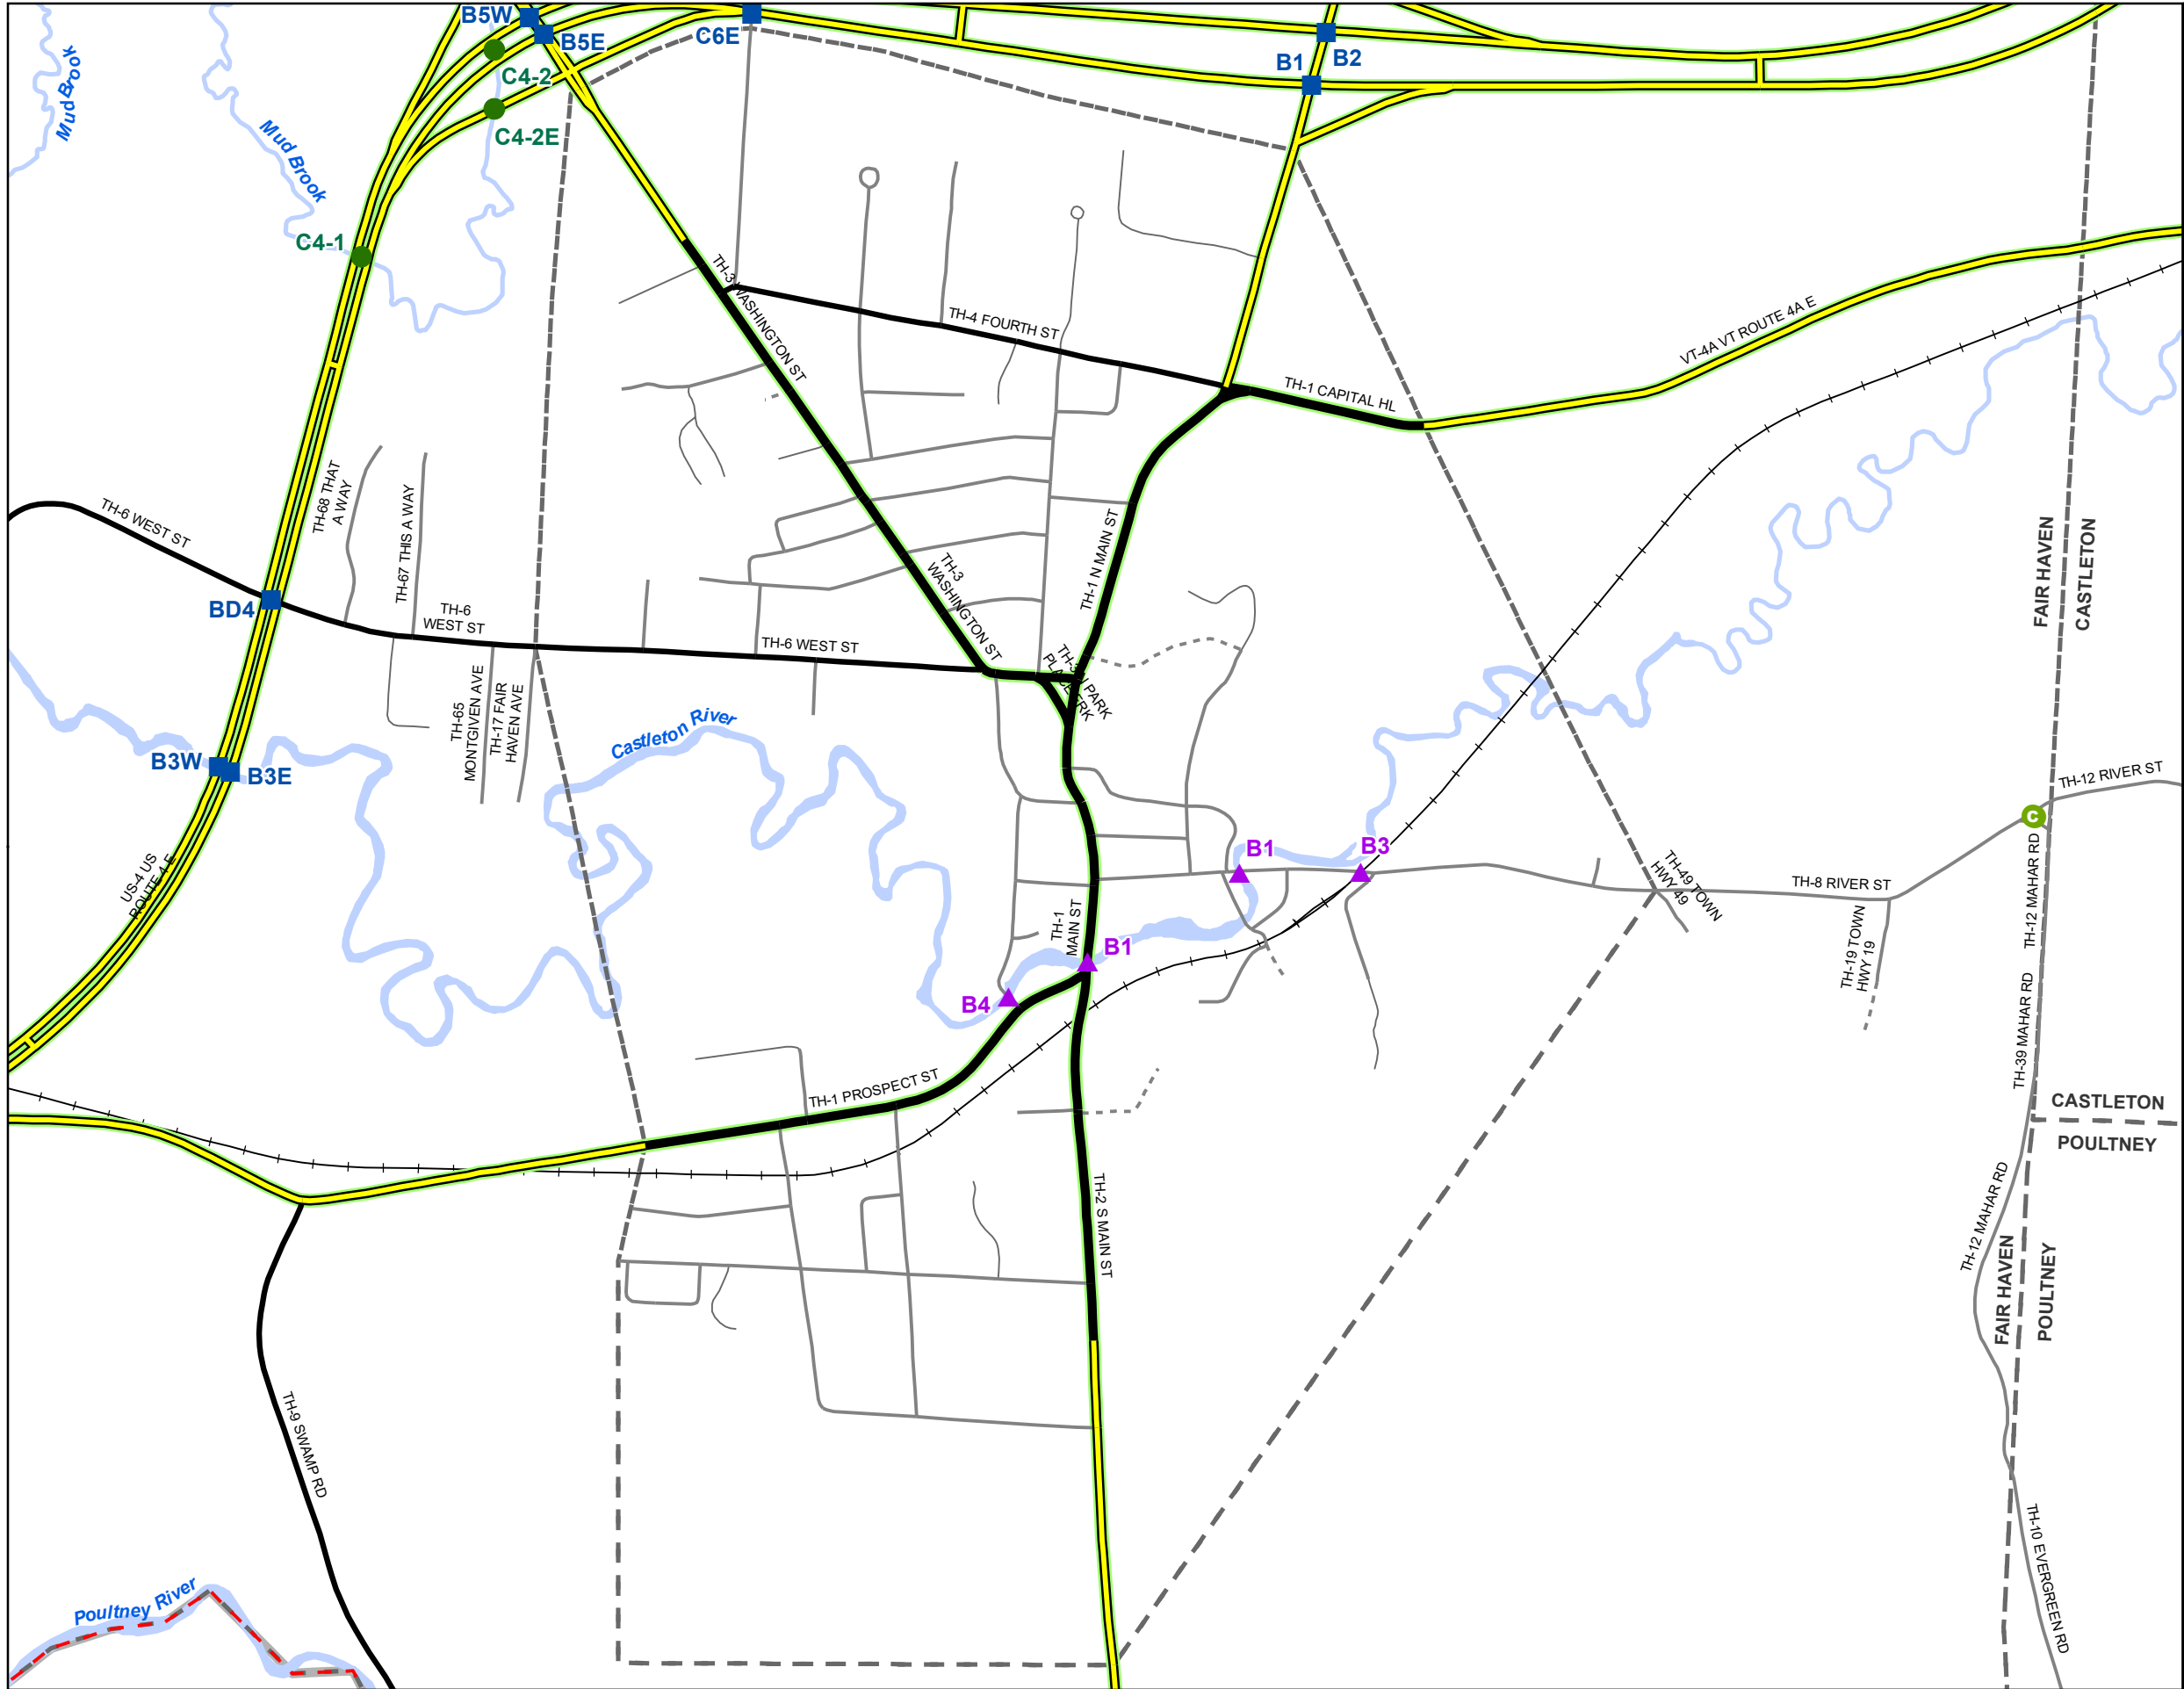 B5W
B5E
C6E
B1
B2
Mud Brook
C4-2
C4-2E
Mud Brook
C4-1
TH-3 WASHINGTON ST
TH-4 FOURTH ST
TH-1 CAPITAL HL
VT-4A VT ROUTE 4A E
TH-6 WEST ST
TH-68 THAT
A WAY
TH-67 THIS A WAY
BD4
TH-6
WEST ST
TH-6 WEST ST
TH-3
WASHINGTON ST
TH-1 N MAIN ST
PARK
PLACE
FAIR HAVEN
CASTLETON
TH-65
MONTGIVEN AVE
TH-17 FAIR
HAVEN AVE
Castleton River
B3W
B3E
US-4 US
ROUTE 4 E
B1
B3
TH-12 RIVER ST
C
TH-8 RIVER ST
TH-49 TOWN
HWY 49
TH-19 TOWN
HWY 19
TH-12 MAHAR RD
TH-39 MAHAR RD
TH-1
MAIN ST
B1
B4
TH-1 PROSPECT ST
CASTLETON
POULTNEY
TH-2 S MAIN ST
TH-12 MAHAR RD
FAIR HAVEN
POULTNEY
TH-9 SWAMP RD
TH-10 EVERGREEN RD
Poultney River